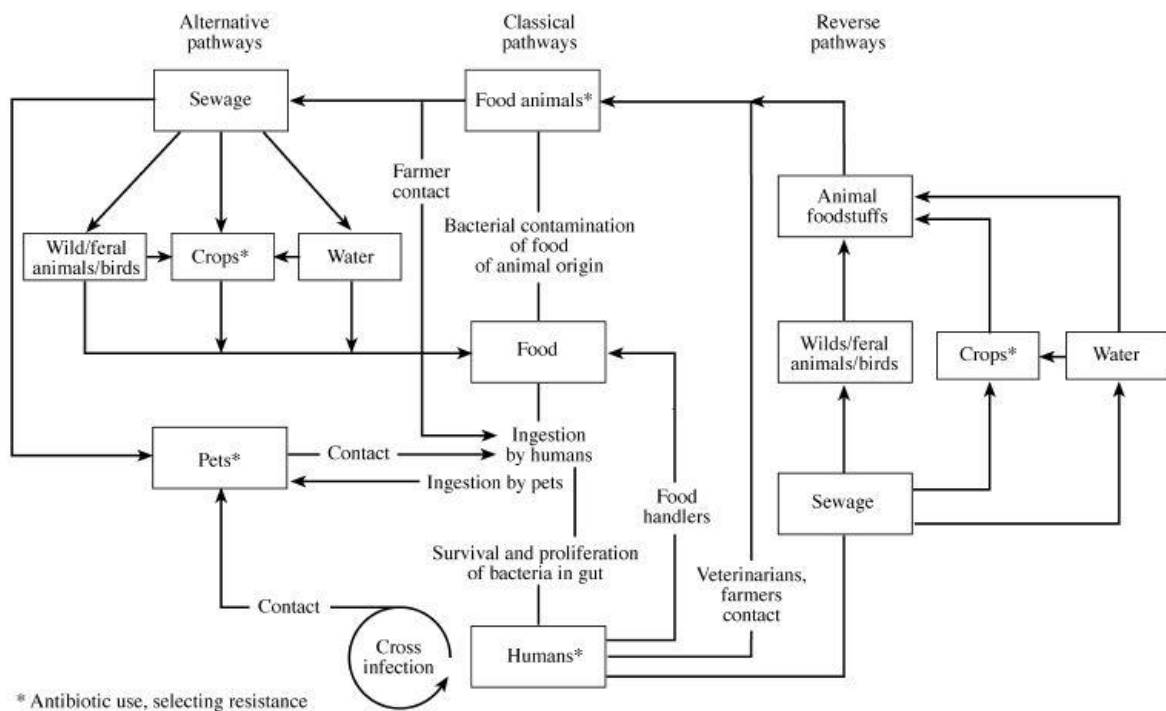 Alternative
pathways
Classical
pathways
Reverse
pathways
Sewage
Food animals*
Farmer
contact
Animal
foodstuffs
Bacterial contamination
of food
of animal origin
Wild/feral
animals/birds
Crops*
Water
Food
Wilds/feral
animals/birds
Crops*
Water
Ingestion
by humans
Pets*
Contact
Ingestion by pets
Food
handlers
Sewage
Survival and proliferation
of bacteria in gut
Veterinarians,
farmers
contact
Contact
Cross
infection
Humans*
* Antibiotic use, selecting resistance